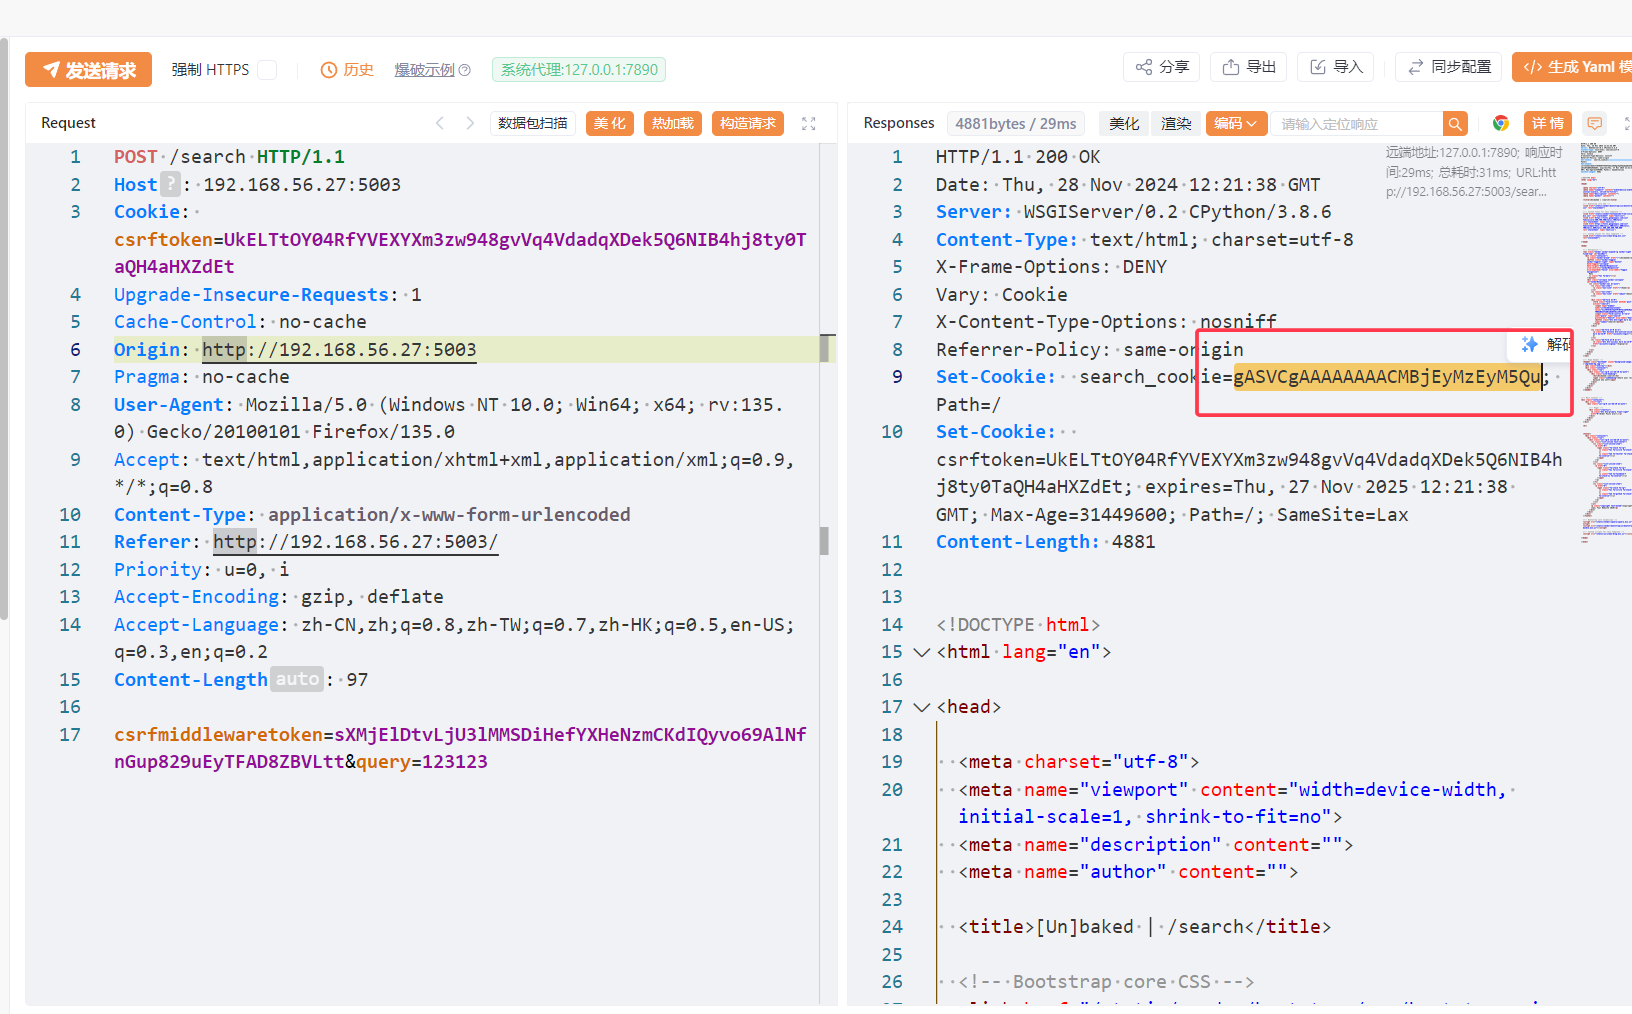 发送请求 强制 HTTPS 历史 爆破示例 系统代理:127.0.0.1:7890 分享 导出 导入 同步配置 </> 生成 Yaml 模
Request 数据包扫描 美化 热加载 构造请求
1 POST /search HTTP/1.1
2 Host ? : 192.168.56.27:5003
3 Cookie:
csrftoken=UkELTtOY04RfYVEXYXm3zw948gvVq4VdadqXDek5Q6NIB4hj8ty0T
aQH4aHXZdEt
4 Upgrade-Insecure-Requests: 1
5 Cache-Control: no-cache
6 Origin: http://192.168.56.27:5003
7 Pragma: no-cache
8 User-Agent: Mozilla/5.0 (Windows NT 10.0; Win64; x64; rv:135.
0) Gecko/20100101 Firefox/135.0
9 Accept: text/html,application/xhtml+xml,application/xml;q=0.9,
*/*;q=0.8
10 Content-Type: application/x-www-form-urlencoded
11 Referer: http://192.168.56.27:5003/
12 Priority: u=0, i
13 Accept-Encoding: gzip, deflate
14 Accept-Language: zh-CN,zh;q=0.8,zh-TW;q=0.7,zh-HK;q=0.5,en-US;
q=0.3,en;q=0.2
15 Content-Length auto : 97
16
17 csrfmiddlewaretoken=sXMjElDtvLjU3lMMSDiHefYXHeNzmCKdIQyvo69AlNf
nGup829uEyTFAD8ZBVLtt&query=123123
Responses 4881bytes / 29ms 美化 渲染 编码 请输入定位响应 详情
远端地址:127.0.0.1:7890; 响应时
间:29ms; 总耗时:31ms; URL:htt
p://192.168.56.27:5003/sear...
1 HTTP/1.1 200 OK
2 Date: Thu, 28 Nov 2024 12:21:38 GMT
3 Server: WSGIServer/0.2 CPython/3.8.6
4 Content-Type: text/html; charset=utf-8
5 X-Frame-Options: DENY
6 Vary: Cookie
7 X-Content-Type-Options: nosniff
8 Referrer-Policy: same-origin
解码
9 Set-Cookie: search_cookie=gASVCgAAAAAAAACMBjEyMzEyM5Qu;
Path=/
10 Set-Cookie:
csrftoken=UkELTtOY04RfYVEXYXm3zw948gvVq4VdadqXDek5Q6NIB4h
j8ty0TaQH4aHXZdEt; expires=Thu, 27 Nov 2025 12:21:38
GMT; Max-Age=31449600; Path=/; SameSite=Lax
11 Content-Length: 4881
12
13
14 <!DOCTYPE html>
15 <html lang="en">
16
17 <head>
18
19 <meta charset="utf-8">
20 <meta name="viewport" content="width=device-width,
initial-scale=1, shrink-to-fit=no">
21 <meta name="description" content="">
22 <meta name="author" content="">
23
24 <title>[Un]baked | /search</title>
25
26 <!-- Bootstrap core CSS -->